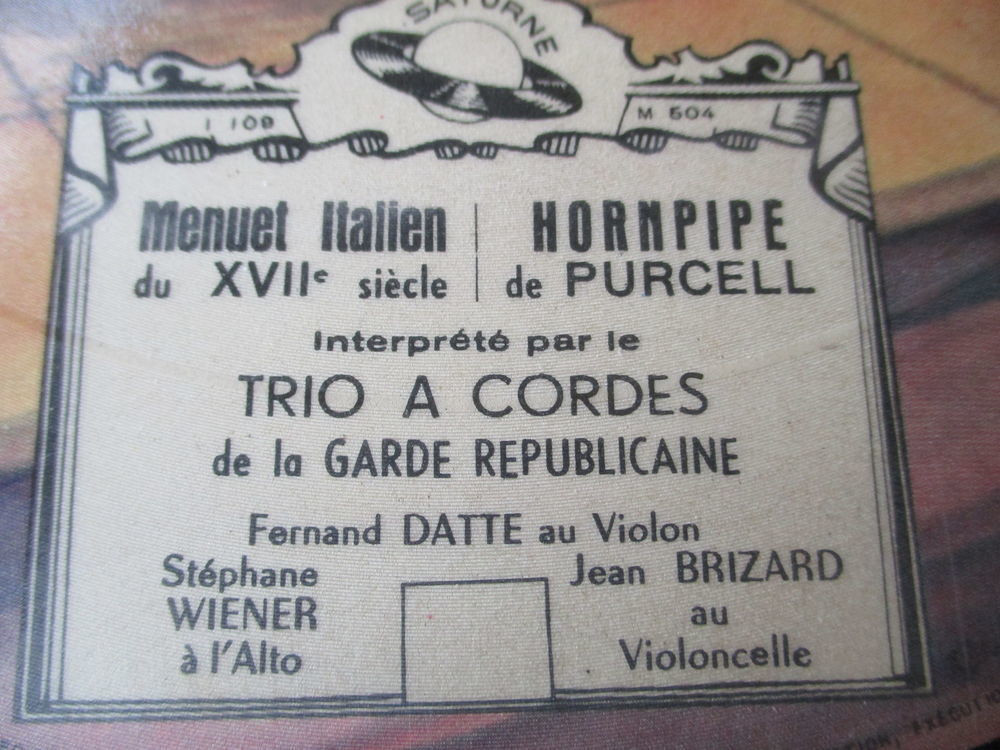 SATURNE
I 109
M 504
Menuet Italien
du XVIIe siècle
HORNPIPE
de PURCELL
Interprété par le
TRIO A CORDES
de la GARDE REPUBLICAINE
Fernand DATTE au Violon
Stéphane
WIENER
à l'Alto
Jean BRIZARD
au
Violoncelle